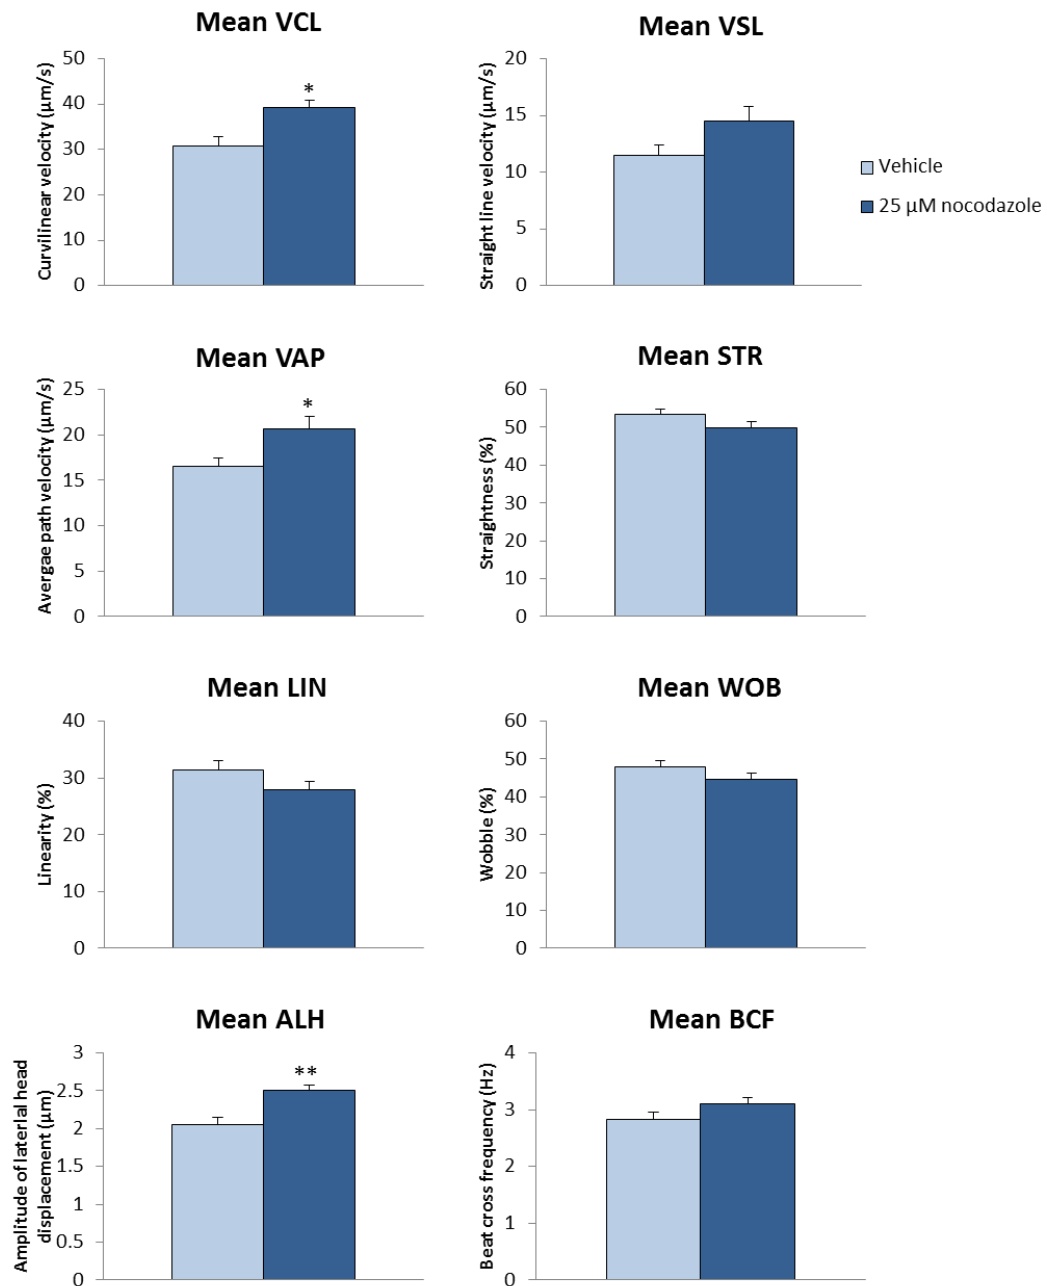 Mean VCL
Curvilinear velocity (µm/s)
50
40
30
20
10
0
*
Mean VSL
Straight line velocity (µm/s)
20
15
10
5
0
Vehicle
25 µM nocodazole
Mean VAP
Avergae path velocity (µm/s)
25
20
15
10
5
0
*
Mean STR
Straightness (%)
60
50
40
30
20
10
0
Mean LIN
Linearity (%)
40
30
20
10
0
Mean WOB
Wobble (%)
60
50
40
30
20
10
0
Mean ALH
Amplitude of laterlal head
displacement (µm)
3
2.5
2
1.5
1
0.5
0
**
Mean BCF
Beat cross frequency (Hz)
4
3
2
1
0